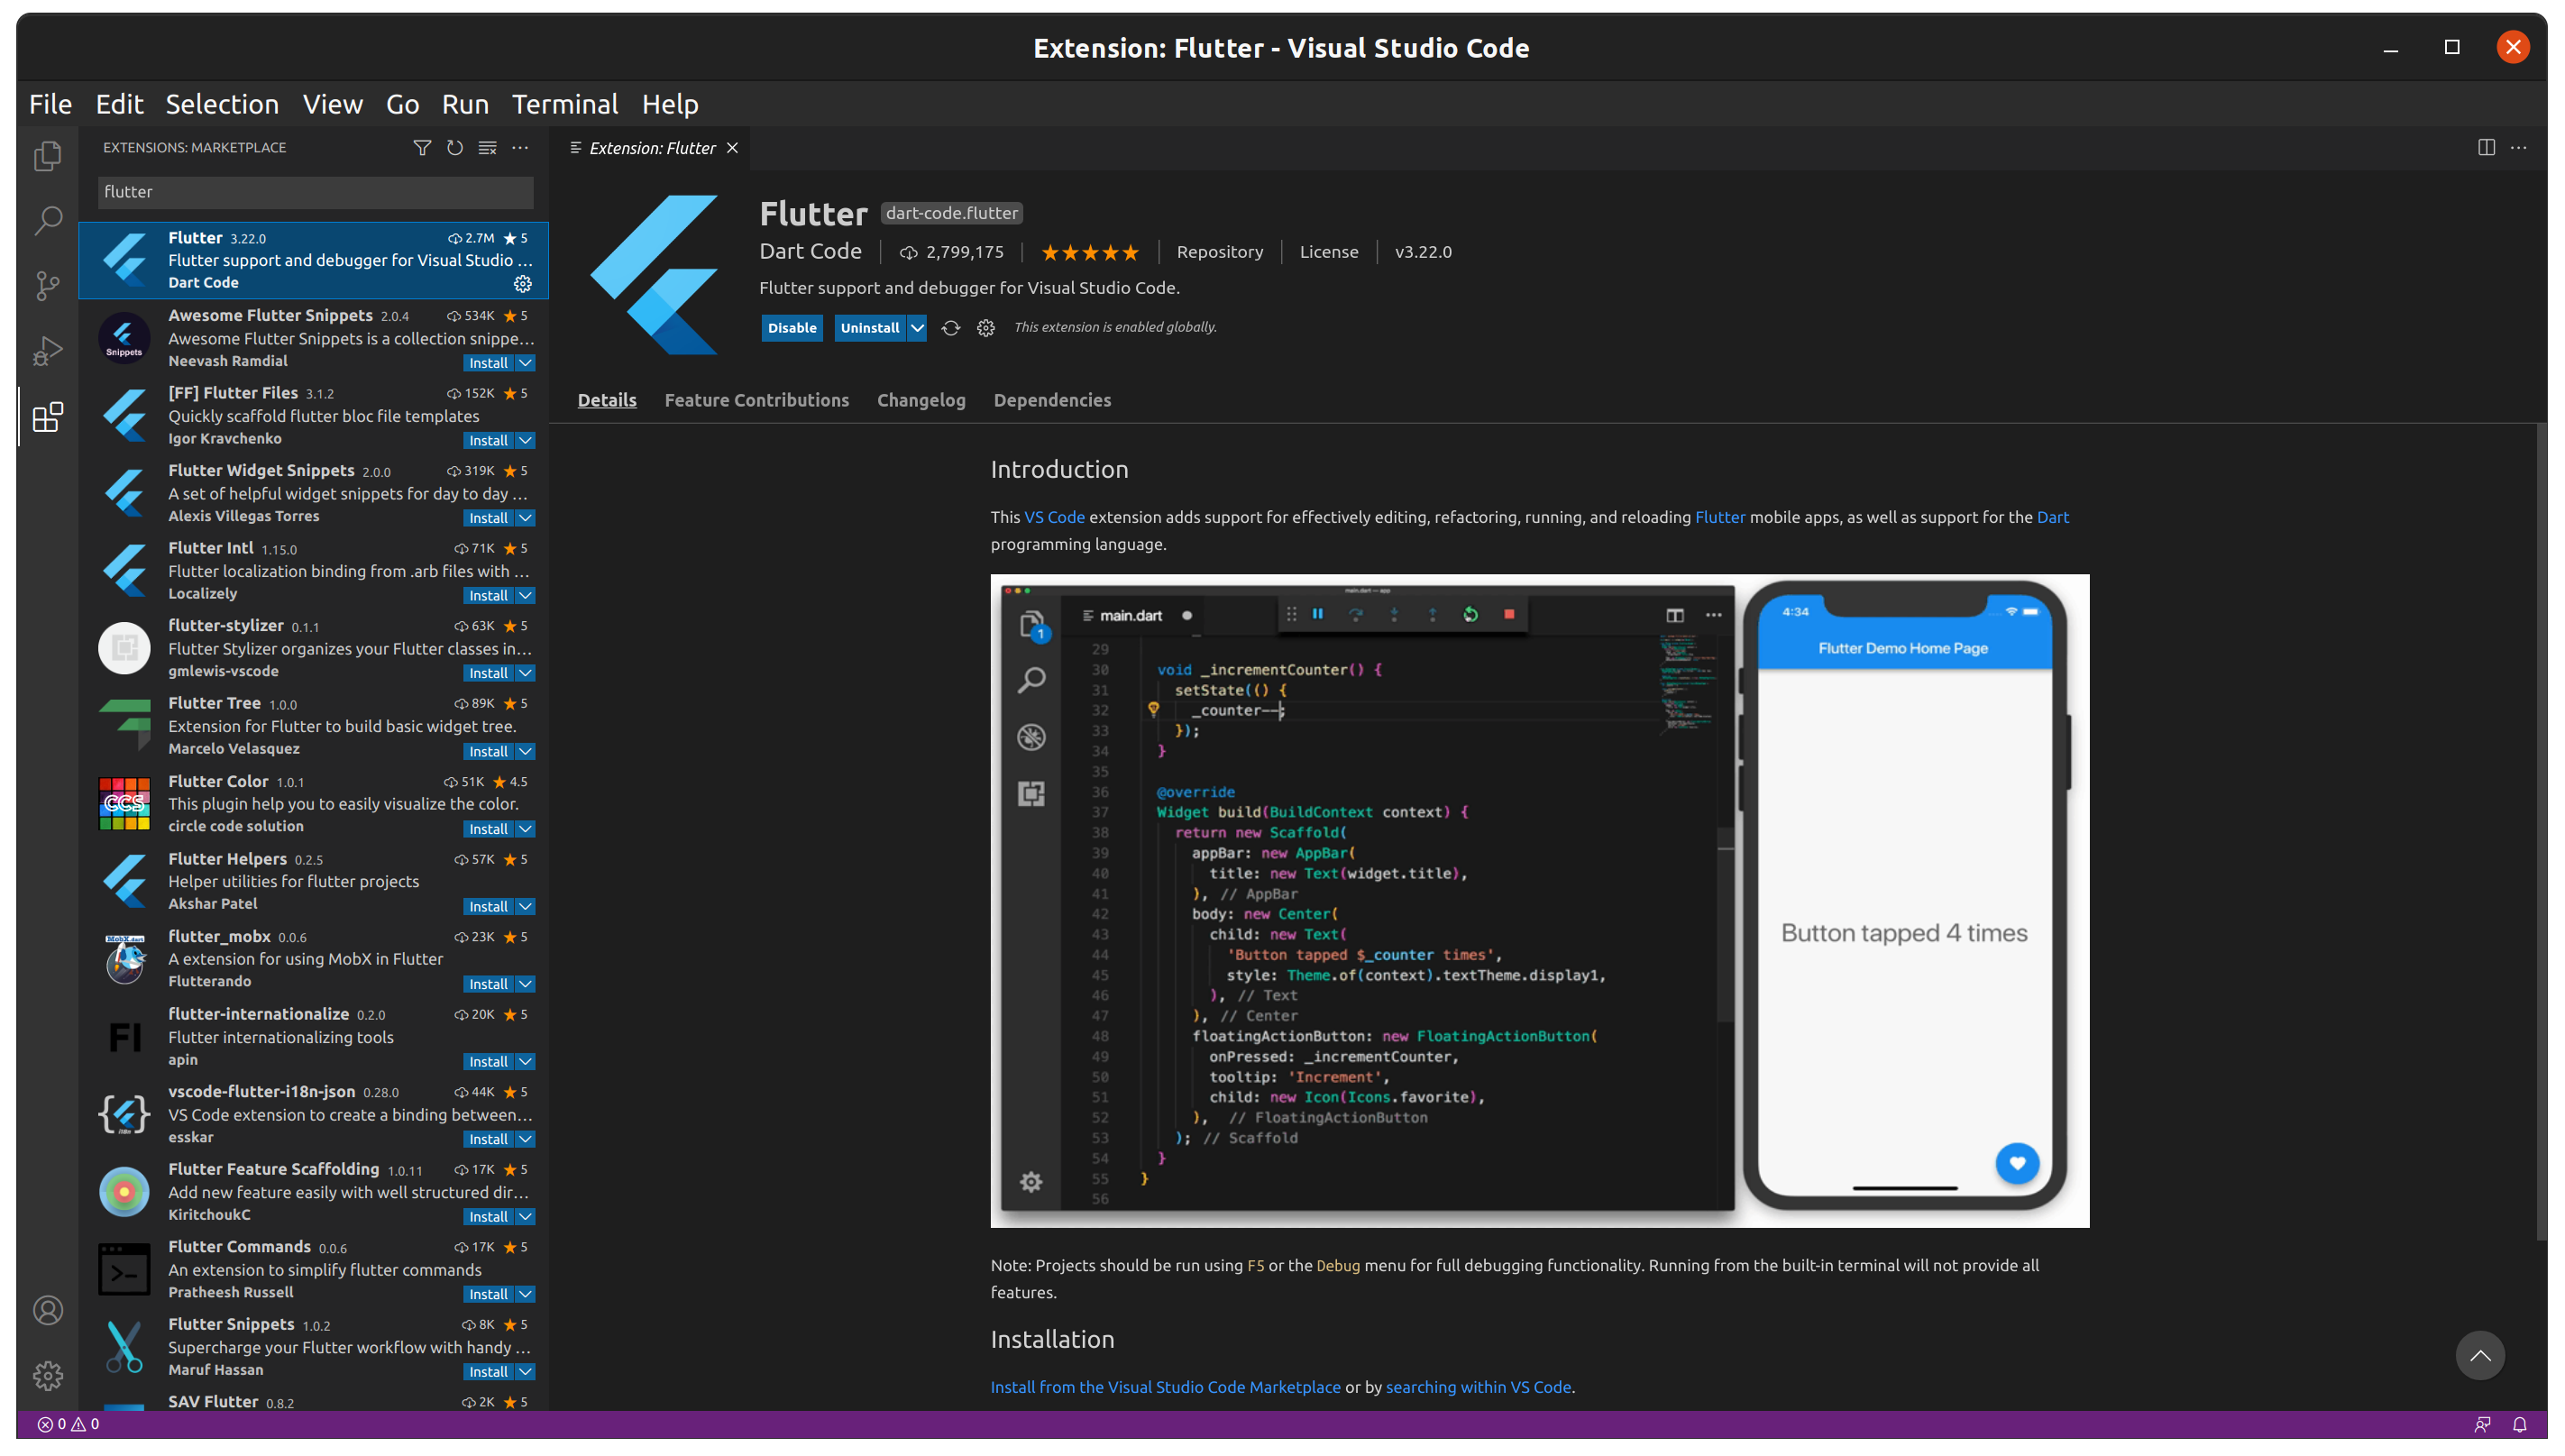 Extension: Flutter - Visual Studio Code
File Edit Selection View Go Run Terminal Help
EXTENSIONS: MARKETPLACE
flutter
Flutter 3.22.0 2.7M 5
Flutter support and debugger for Visual Studio ...
Dart Code
Awesome Flutter Snippets 2.0.4 534K 5
Awesome Flutter Snippets is a collection snippe...
Neevash Ramdial Install
Snippets
[FF] Flutter Files 3.1.2 152K 5
Quickly scaffold flutter bloc file templates
Igor Kravchenko Install
Flutter Widget Snippets 2.0.0 319K 5
A set of helpful widget snippets for day to day ...
Alexis Villegas Torres Install
Flutter Intl 1.15.0 71K 5
Flutter localization binding from .arb files with ...
Localizely Install
flutter-stylizer 0.1.1 63K 5
Flutter Stylizer organizes your Flutter classes in...
gmlewis-vscode Install
Flutter Tree 1.0.0 89K 5
Extension for Flutter to build basic widget tree.
Marcelo Velasquez Install
Flutter Color 1.0.1 51K 4.5
CCS
This plugin help you to easily visualize the color.
circle code solution Install
Flutter Helpers 0.2.5 57K 5
Helper utilities for flutter projects
Akshar Patel Install
flutter_mobx 0.0.6 23K 5
MobX.dart
A extension for using MobX in Flutter
Flutterando Install
flutter-internationalize 0.2.0 20K 5
FI
Flutter internationalizing tools
apin Install
vscode-flutter-i18n-json 0.28.0 44K 5
VS Code extension to create a binding between...
esskar Install
Flutter Feature Scaffolding 1.0.11 17K 5
Add new feature easily with well structured dir...
KiritchoukC Install
Flutter Commands 0.0.6 17K 5
An extension to simplify flutter commands
Pratheesh Russell Install
Flutter Snippets 1.0.2 8K 5
Supercharge your Flutter workflow with handy ...
Maruf Hassan Install
SAV Flutter 0.8.2 2K 5
Extension: Flutter
Flutter dart-code.flutter
Dart Code 2,799,175 Repository License v3.22.0
Flutter support and debugger for Visual Studio Code.
Disable Uninstall This extension is enabled globally.
Details Feature Contributions Changelog Dependencies
Introduction
This VS Code extension adds support for effectively editing, refactoring, running, and reloading Flutter mobile apps, as well as support for the Dart
programming language.
main.dart — app
main.dart
1
29
30 void _incrementCounter() {
31 setState(() {
32 _counter--;
33 });
34 }
35
36 @override
37 Widget build(BuildContext context) {
38 return new Scaffold(
39 appBar: new AppBar(
40 title: new Text(widget.title),
41 ), // AppBar
42 body: new Center(
43 child: new Text(
44 'Button tapped $_counter times',
45 style: Theme.of(context).textTheme.display1,
46 ), // Text
47 ), // Center
48 floatingActionButton: new FloatingActionButton(
49 onPressed: _incrementCounter,
50 tooltip: 'Increment',
51 child: new Icon(Icons.favorite),
52 ), // FloatingActionButton
53 ); // Scaffold
54 }
55 }
56
4:34
Flutter Demo Home Page
Button tapped 4 times
Note: Projects should be run using F5 or the Debug menu for full debugging functionality. Running from the built-in terminal will not provide all
features.
Installation
Install from the Visual Studio Code Marketplace or by searching within VS Code.
0 0